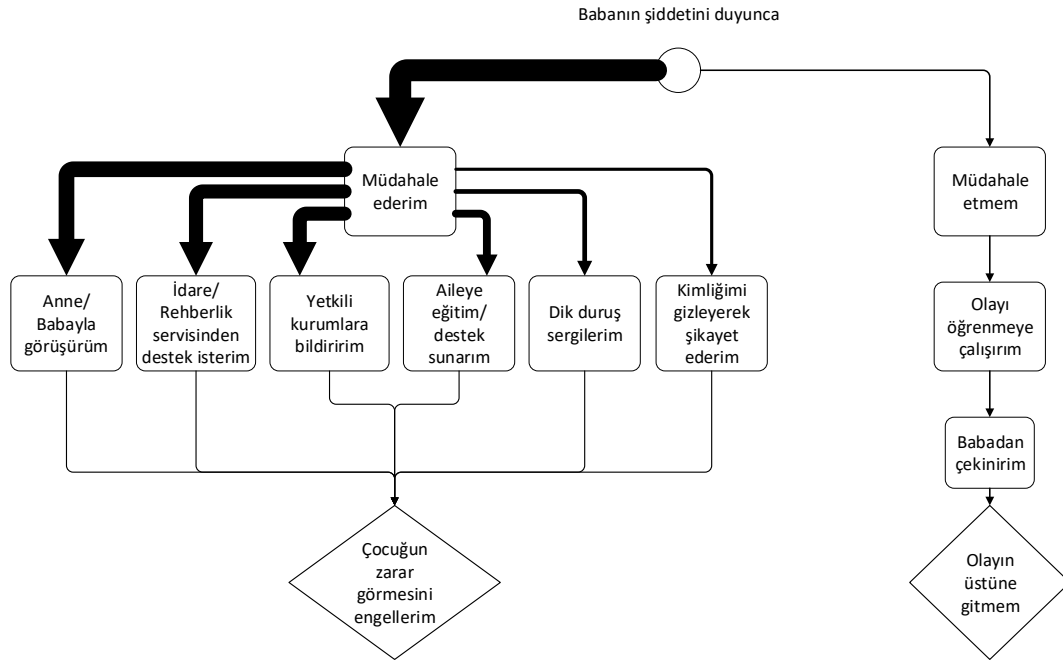 Babanın şiddetini duyunca
Müdahale
ederim
Müdahale
etmem
Anne/
Babayla
görüşürüm
İdare/
Rehberlik
servisinden
destek isterim
Yetkili
kurumlara
bildiririm
Aileye
eğitim/
destek
sunarım
Dik duruş
sergilerim
Kimliğimi
gizleyerek
şikayet
ederim
Olayı
öğrenmeye
çalışırım
Babadan
çekinirim
Çocuğun
zarar
görmesini
engellerim
Olayın
üstüne
gitmem